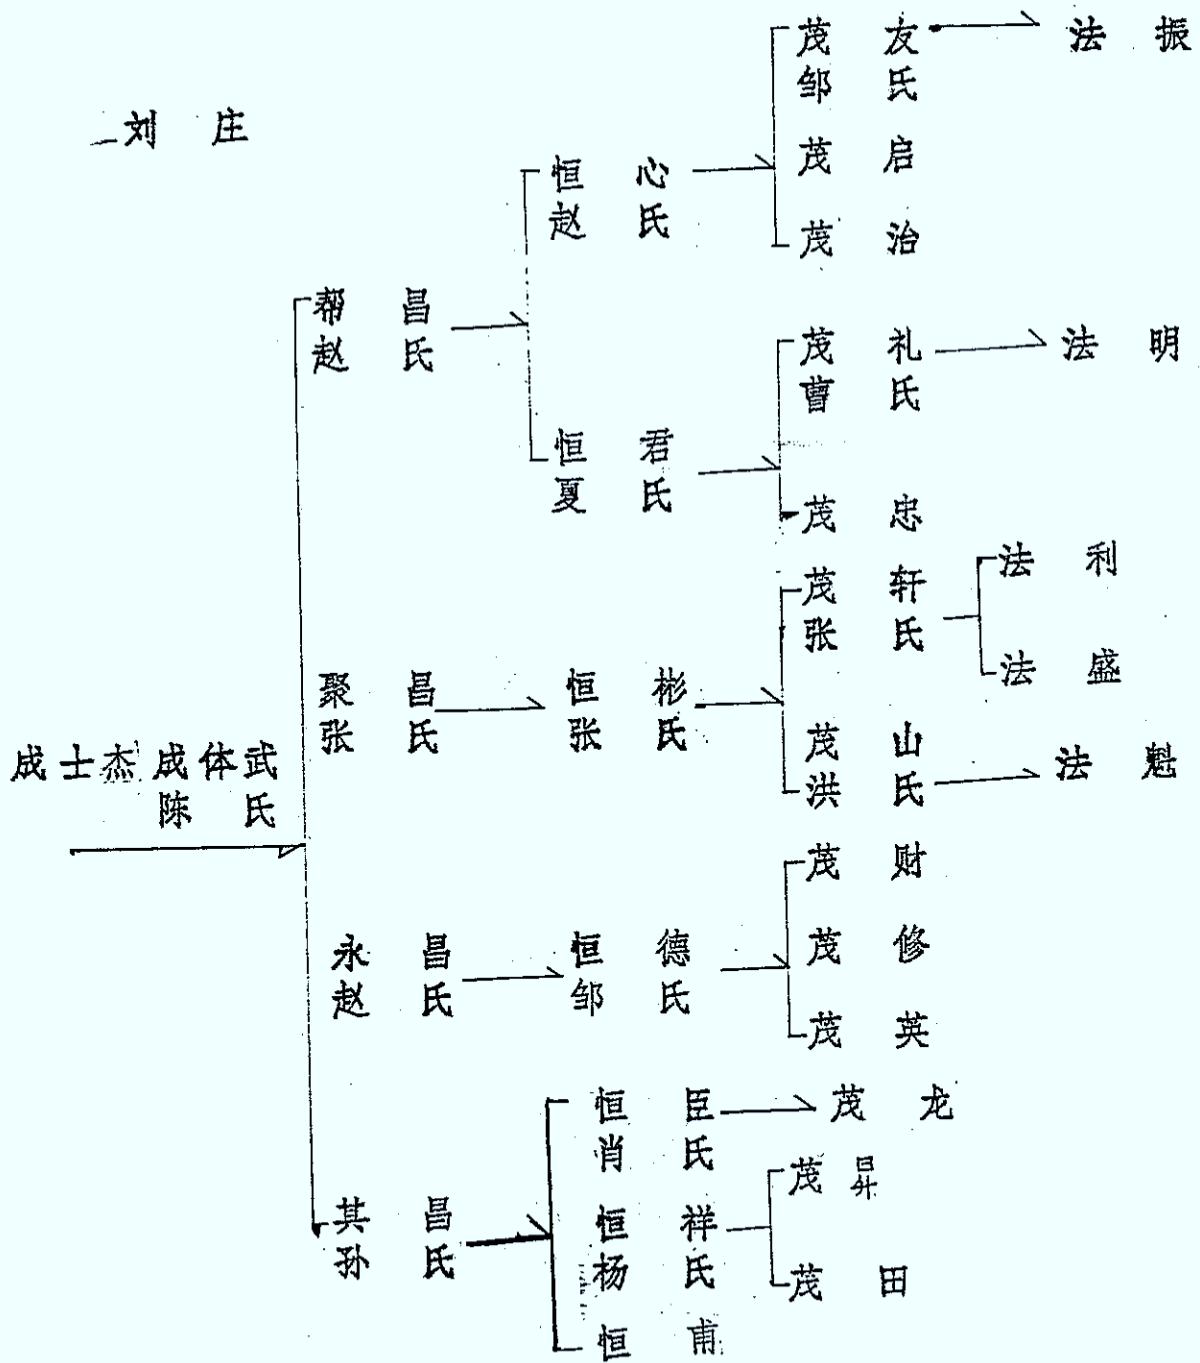 刘庄
成士杰 成体武
陈氏
帮昌
赵氏
恒心
赵氏
茂友
邹氏
法振
茂启
茂治
恒君
夏氏
茂礼
曹氏
法明
茂忠
聚昌
张氏
恒彬
张氏
茂轩
张氏
法利
法盛
茂山
洪氏
法魁
永昌
赵氏
恒德
邹氏
茂财
茂修
茂英
其昌
孙氏
恒臣
肖氏
茂龙
恒祥
杨氏
茂昇
茂田
恒甫